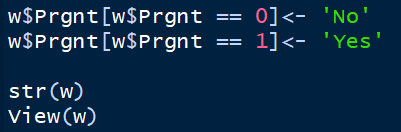 w$Prgnt[w$Prgnt == 0]<- 'No'
w$Prgnt[w$Prgnt == 1]<- 'Yes'
str(w)
View(w)